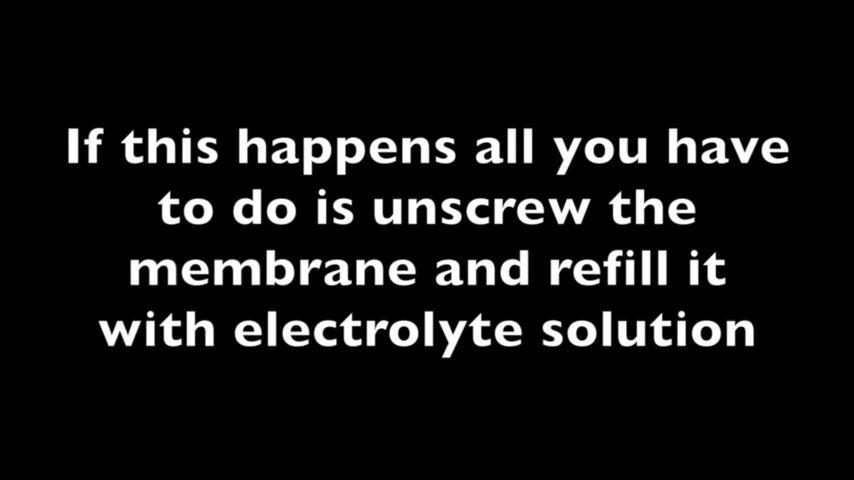 If this happens all you have
to do is unscrew the
membrane and refill it
with electrolyte solution